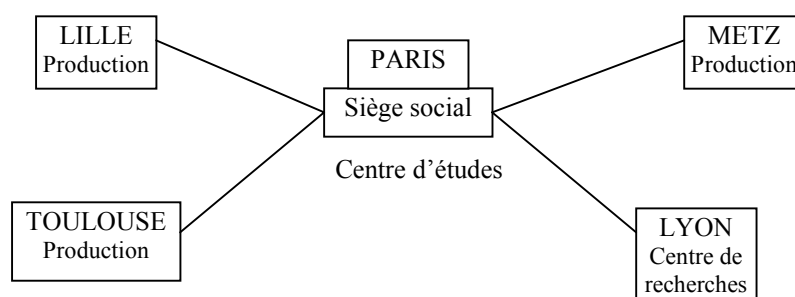 LILLE
Production
PARIS
Siège social
Centre d’études
METZ
Production
TOULOUSE
Production
LYON
Centre de
recherches